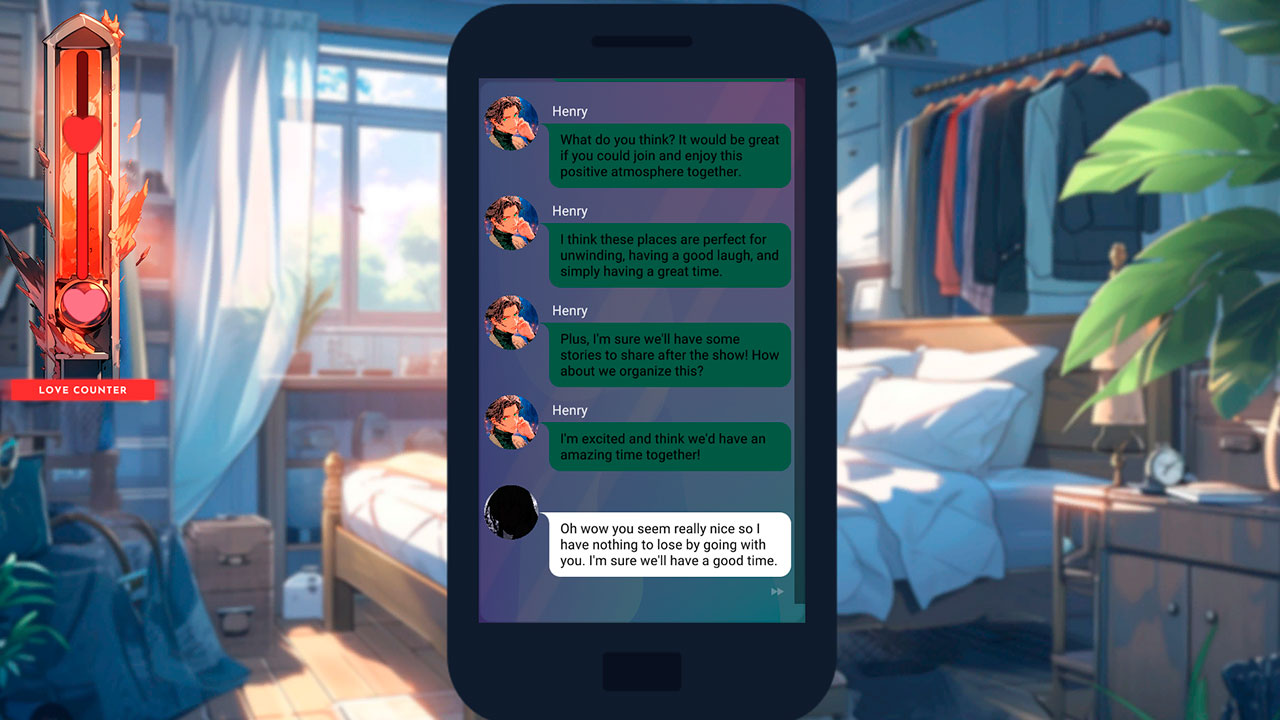 Henry
What do you think? It would be great
if you could join and enjoy this
positive atmosphere together.
Henry
I think these places are perfect for
unwinding, having a good laugh, and
simply having a great time.
Henry
Plus, I'm sure we'll have some
stories to share after the show! How
about we organize this?
Henry
I'm excited and think we'd have an
amazing time together!
Oh wow you seem really nice so I
have nothing to lose by going with
you. I'm sure we'll have a good time.
LOVE COUNTER